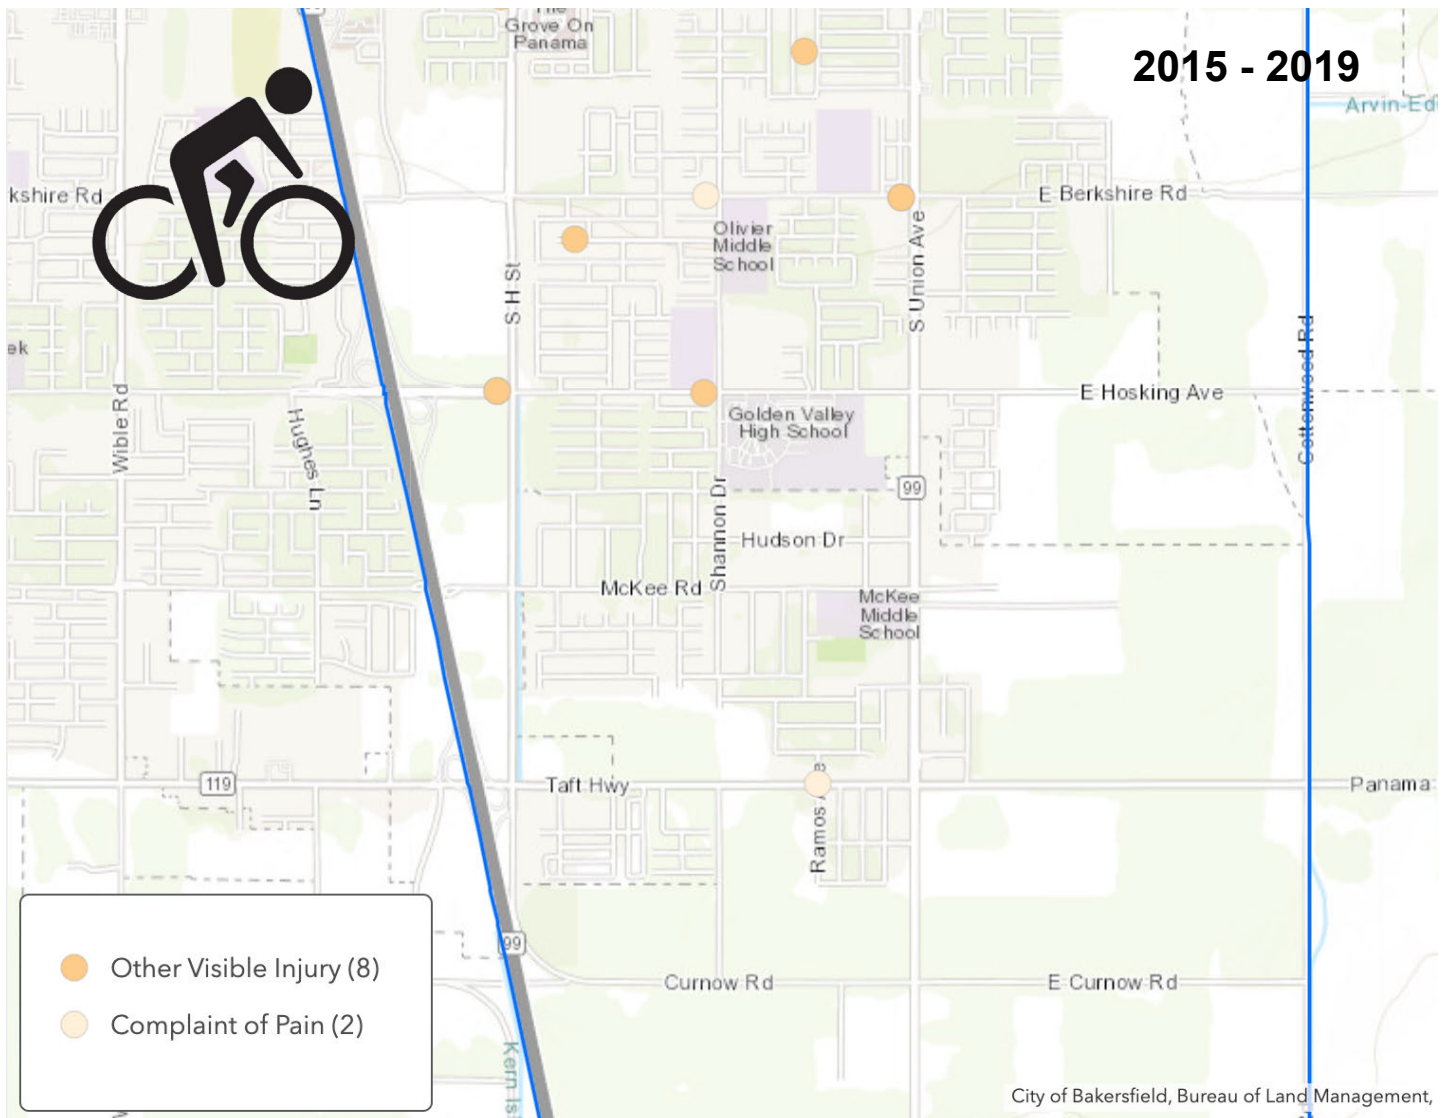 The
Grove On
Panama
2015 - 2019
Arvin-Ed
kshire Rd
E Berkshire Rd
Olivier
Middle
School
S H St
S Union Ave
ek
Cottonwood Rd
Wible Rd
Hughes Ln
E Hosking Ave
Golden Valley
High School
99
Shannon Dr
Hudson Dr
McKee Rd
McKee
Middle
School
119
Taft Hwy
Panama
Ramos
99
Curnow Rd
E Curnow Rd
Other Visible Injury (8)
Complaint of Pain (2)
Kern Is
City of Bakersfield, Bureau of Land Management,